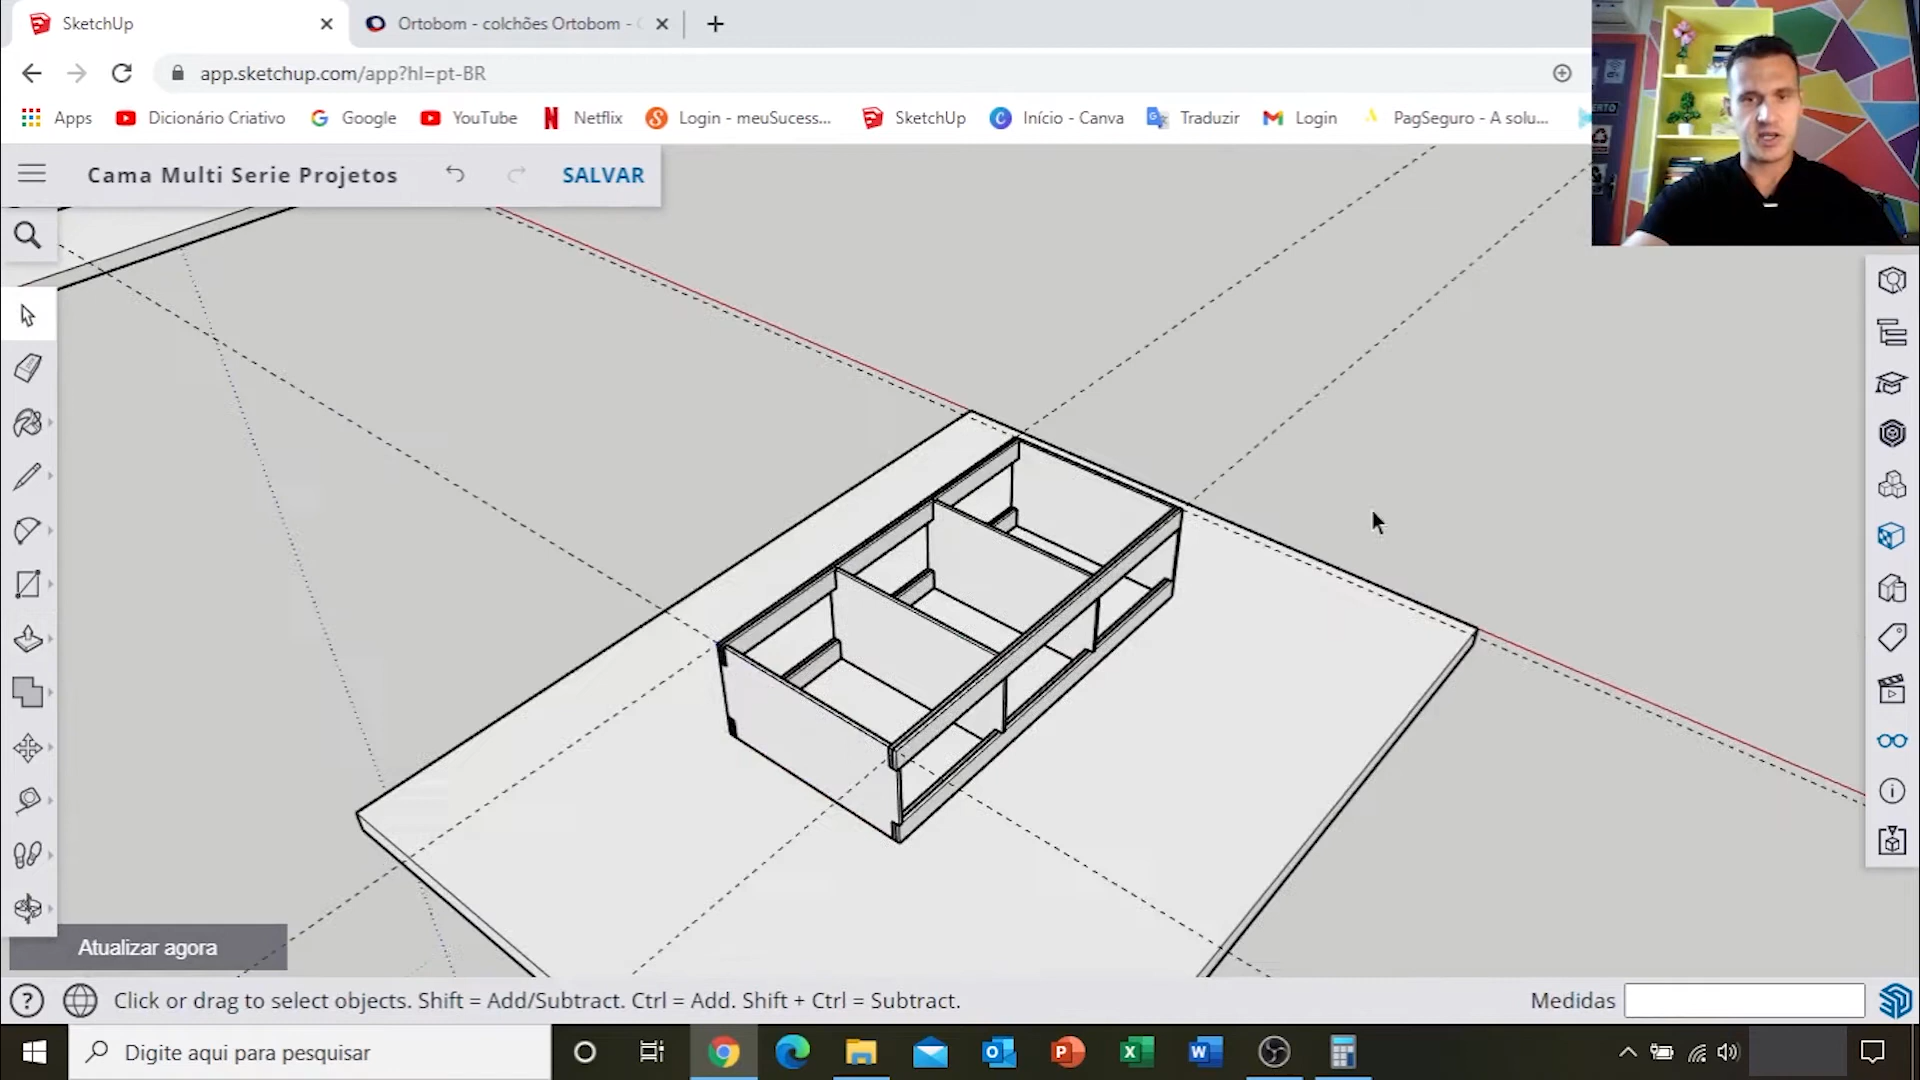 SketchUp
Ortobom - colchões Ortobom -
app.sketchup.com/app?hl=pt-BR
Apps
Dicionário Criativo
Google
YouTube
Netflix
Login - meuSucess...
SketchUp
Início - Canva
Traduzir
Login
PagSeguro - A solu...
Cama Multi Serie Projetos
SALVAR
Atualizar agora
Click or drag to select objects. Shift = Add/Subtract. Ctrl = Add. Shift + Ctrl = Subtract.
Medidas
Digite aqui para pesquisar